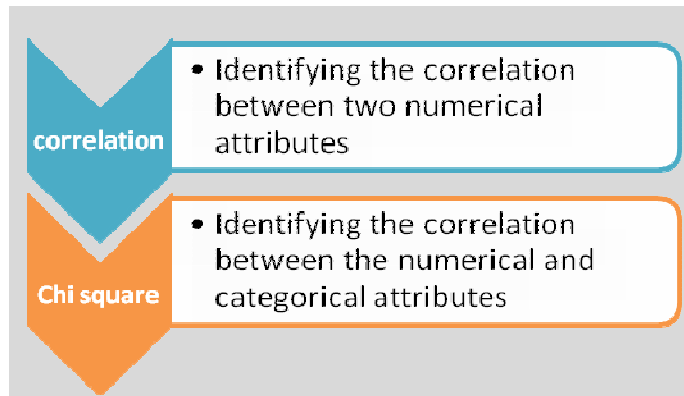 correlation
• Identifying the correlation
between two numerical
attributes
Chi square
• Identifying the correlation
between the numerical and
categorical attributes